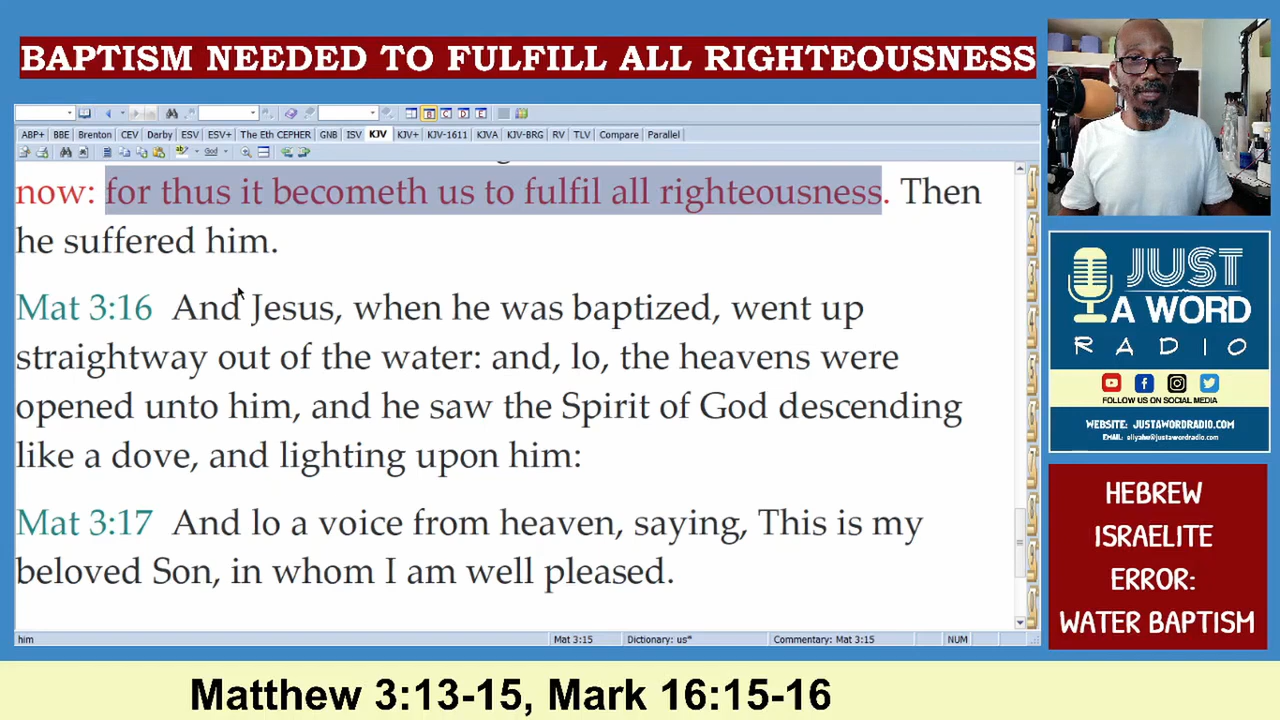 BAPTISM NEEDED TO FULFILL ALL RIGHTEOUSNESS
ABP+ BBE Brenton CEV Darby ESV ESV+ The Eth CEPHER GNB ISV KJV KJV+ KJV-1611 KJVA KJV-BRG RV TLV Compare Parallel
now: for thus it becometh us to fulfil all righteousness. Then
he suffered him.
Mat 3:16 And Jesus, when he was baptized, went up
straightway out of the water: and, lo, the heavens were
opened unto him, and he saw the Spirit of God descending
like a dove, and lighting upon him:
Mat 3:17 And lo a voice from heaven, saying, This is my
beloved Son, in whom I am well pleased.
him Mat 3:15 Dictionary: us* Commentary: Mat 3:15 NUM
JUST
A WORD
RADIO
FOLLOW US ON SOCIAL MEDIA
WEBSITE: JUSTAWORDRADIO.COM
EMAIL: eliyahu@justawordradio.com
HEBREW
ISRAELITE
ERROR:
WATER BAPTISM
Matthew 3:13-15, Mark 16:15-16